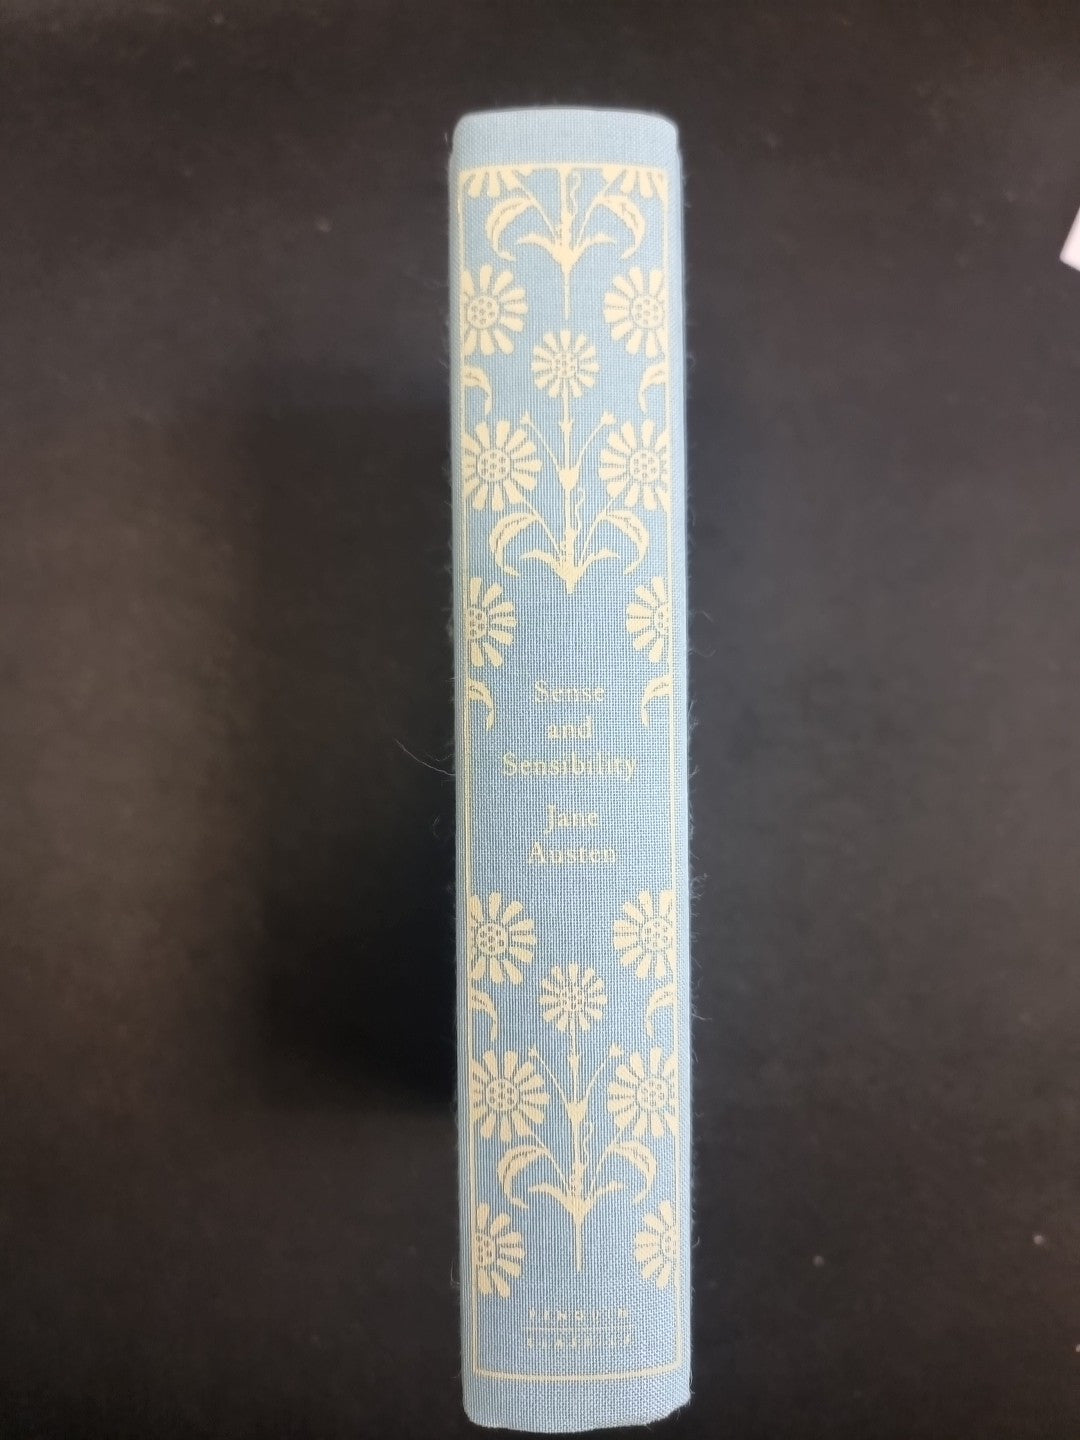 Sense
and
Sensibility
Jane
Austen
PENGUIN
CLASSICS